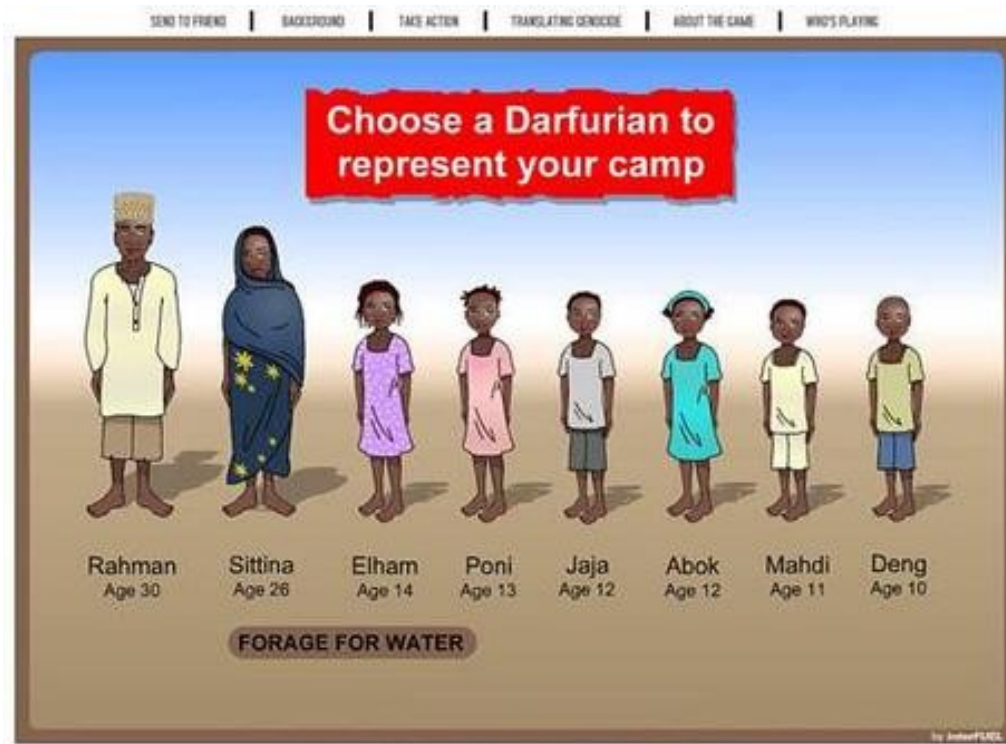 SEND TO FRIEND | BACKGROUND | TAKE ACTION | TRANSLATING GENOCIDE | ABOUT THE GAME | WHO'S PLAYING
Choose a Darfurian to
represent your camp
Rahman Sittina Elham Poni Jaja Abok Mahdi Deng
Age 30 Age 26 Age 14 Age 13 Age 12 Age 12 Age 11 Age 10
FORAGE FOR WATER
by interFUEL